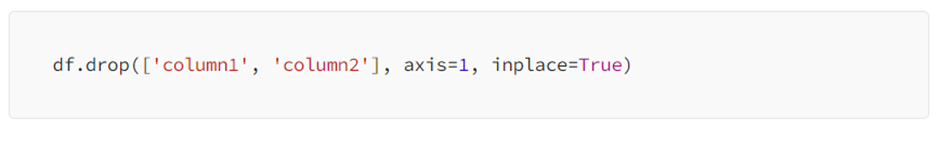 df.drop(['column1', 'column2'], axis=1, inplace=True)